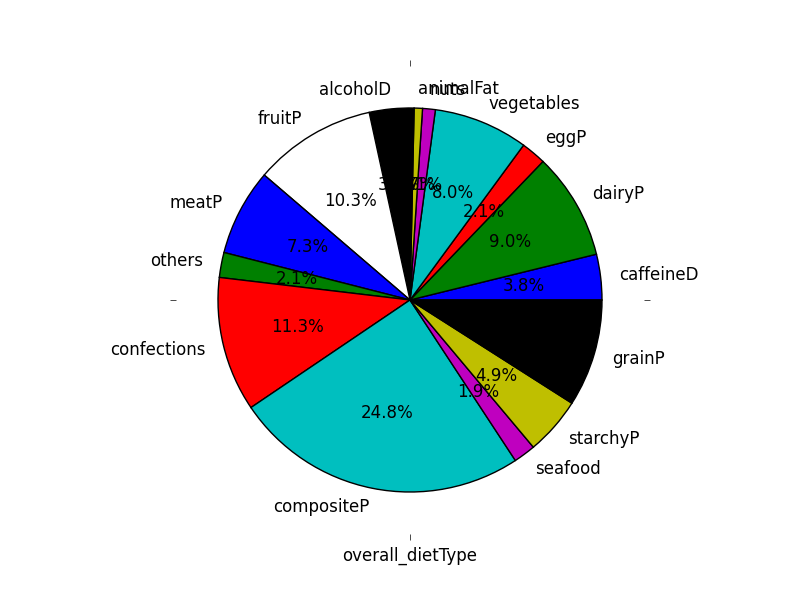 alcoholD
animalFat
nuts
vegetables
fruitP
eggP
meatP
dairyP
8.0%
10.3%
2.1%
9.0%
7.3%
others
2.1%
caffeineD
3.8%
11.3%
confections
grainP
4.9%
1.9%
24.8%
starchyP
seafood
compositeP
overall_dietType